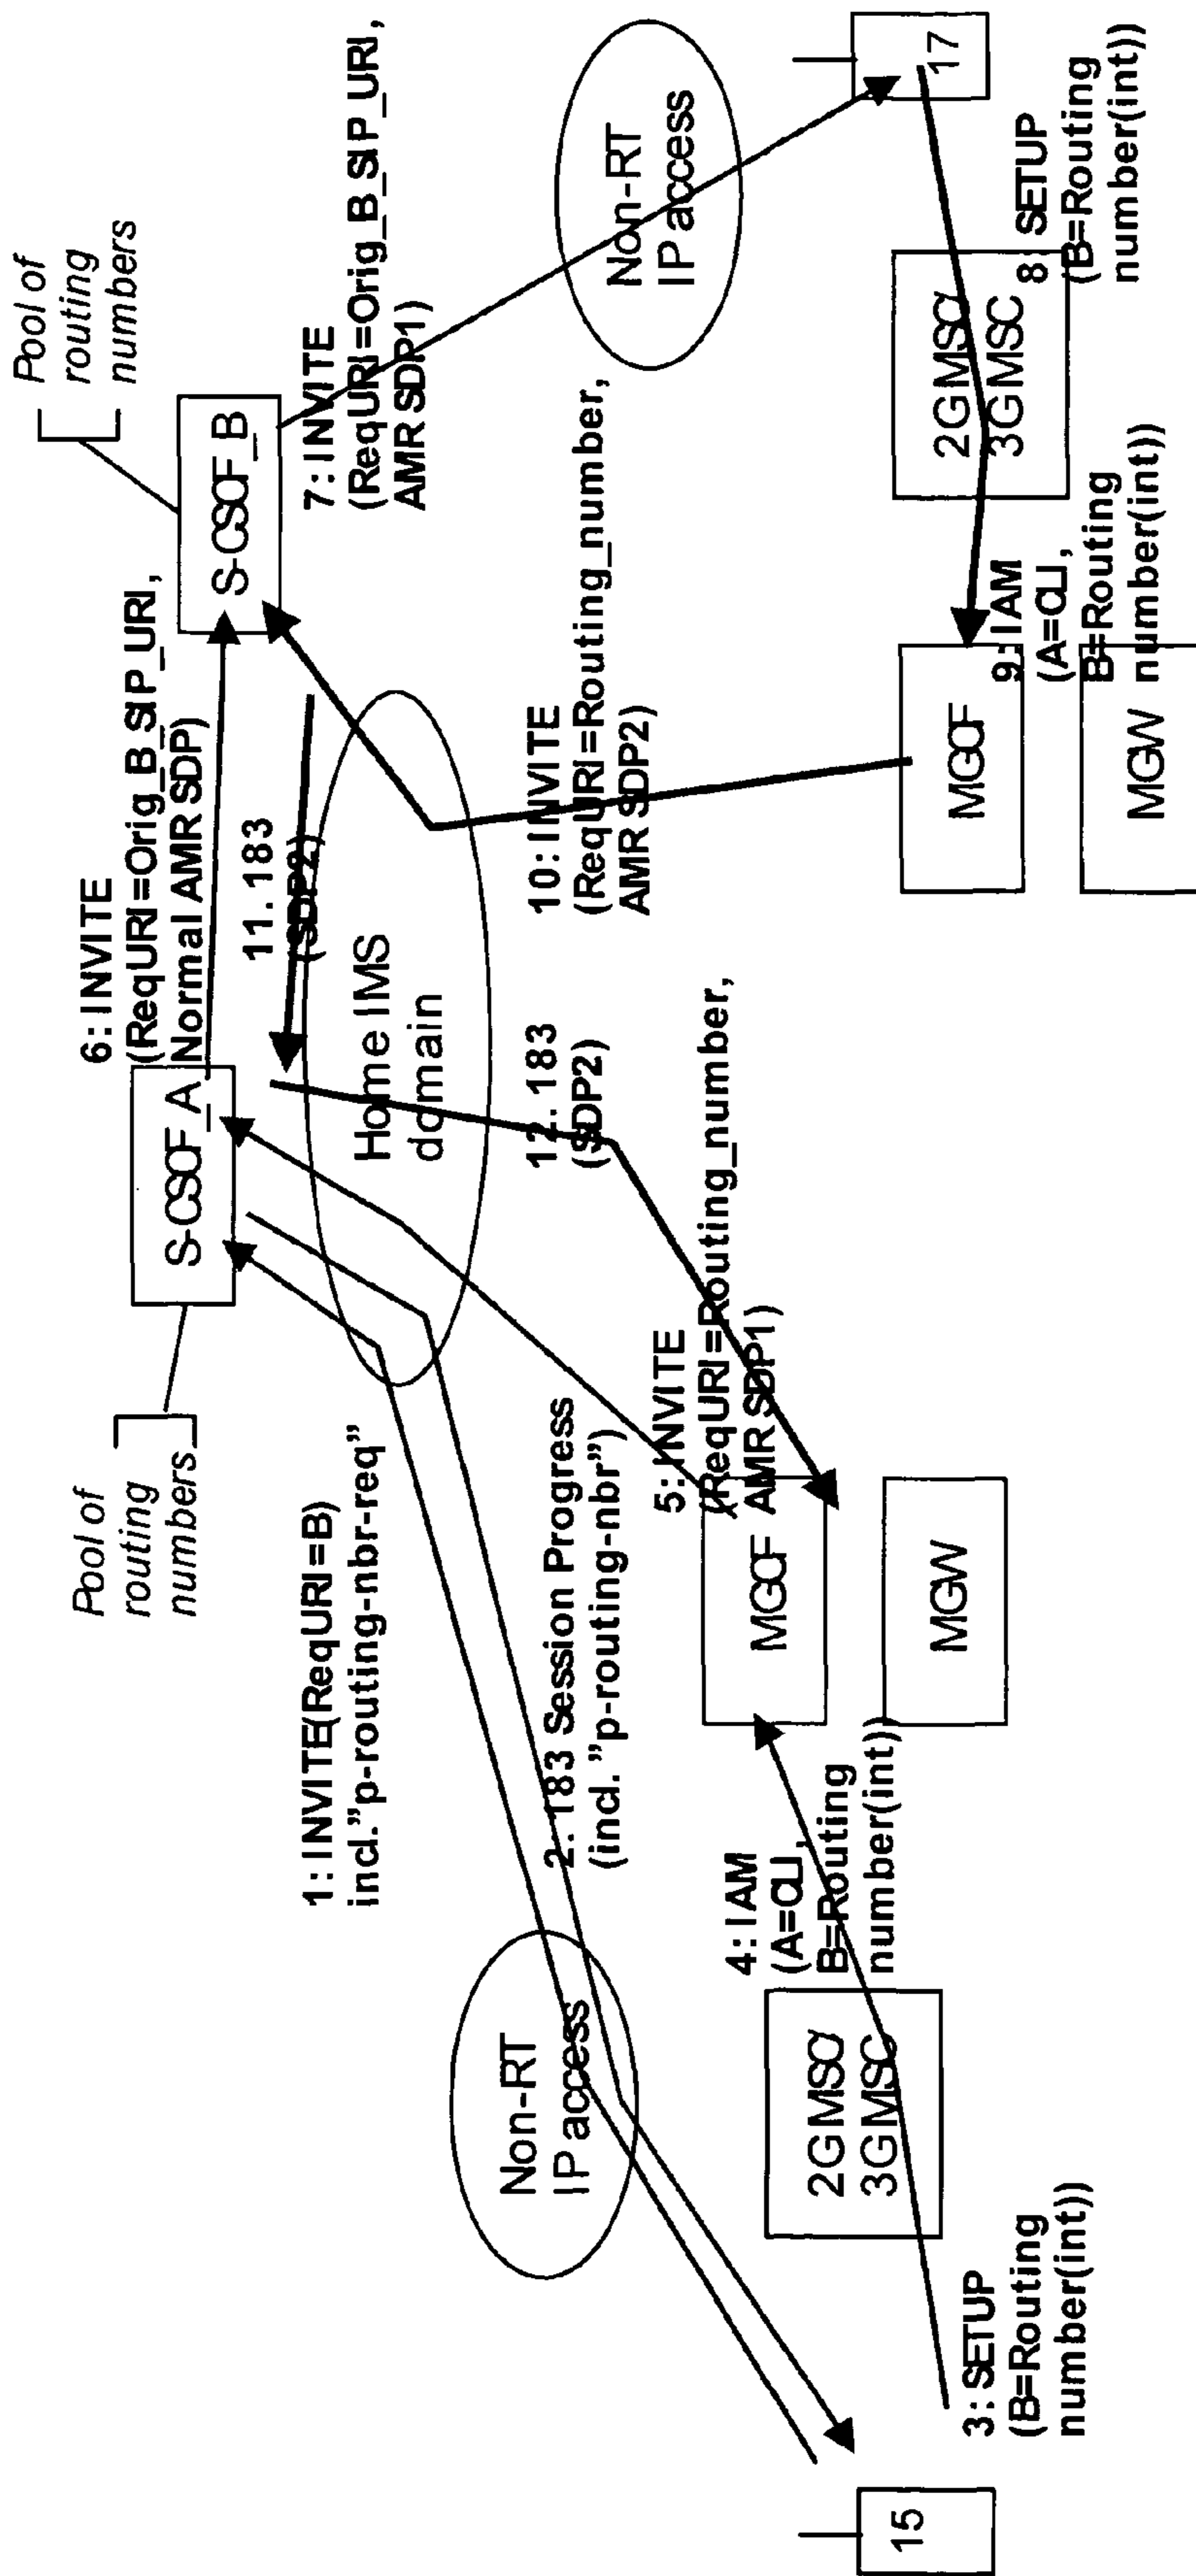 Pool of
routing
numbers
S-CSCF_A
6: INVITE
(ReqURI=Orig_B_SIP_URI,
Normal AMR SDP)
Pool of
routing
numbers
S-CSCF_B
11. 183
(SDP2)
7: INVITE
(ReqURI=Orig_B_SIP_URI,
AMR SDP1)
1: INVITE(ReqURI=B)
incl."p-routing-nbr-req"
Home IMS
domain
2. 183 Session Progress
(incl. "p-routing-nbr")
12. 183
(SDP2)
10: INVITE
(ReqURI=Routing_number,
AMR SDP2)
Non-RT
IP access
Non-RT
IP access
5: INVITE
(ReqURI=Routing_number,
AMR SDP1)
4: IAM
(A=CLI,
B=Routing
number(int))
MGCF
MGW
2GMSC/
3GMSC
3: SETUP
(B=Routing
number(int))
15
MGCF
MGW
9: IAM
(A=CLI,
B=Routing
number(int))
2GMSC/
3GMSC
8: SETUP
(B=Routing
number(int))
17